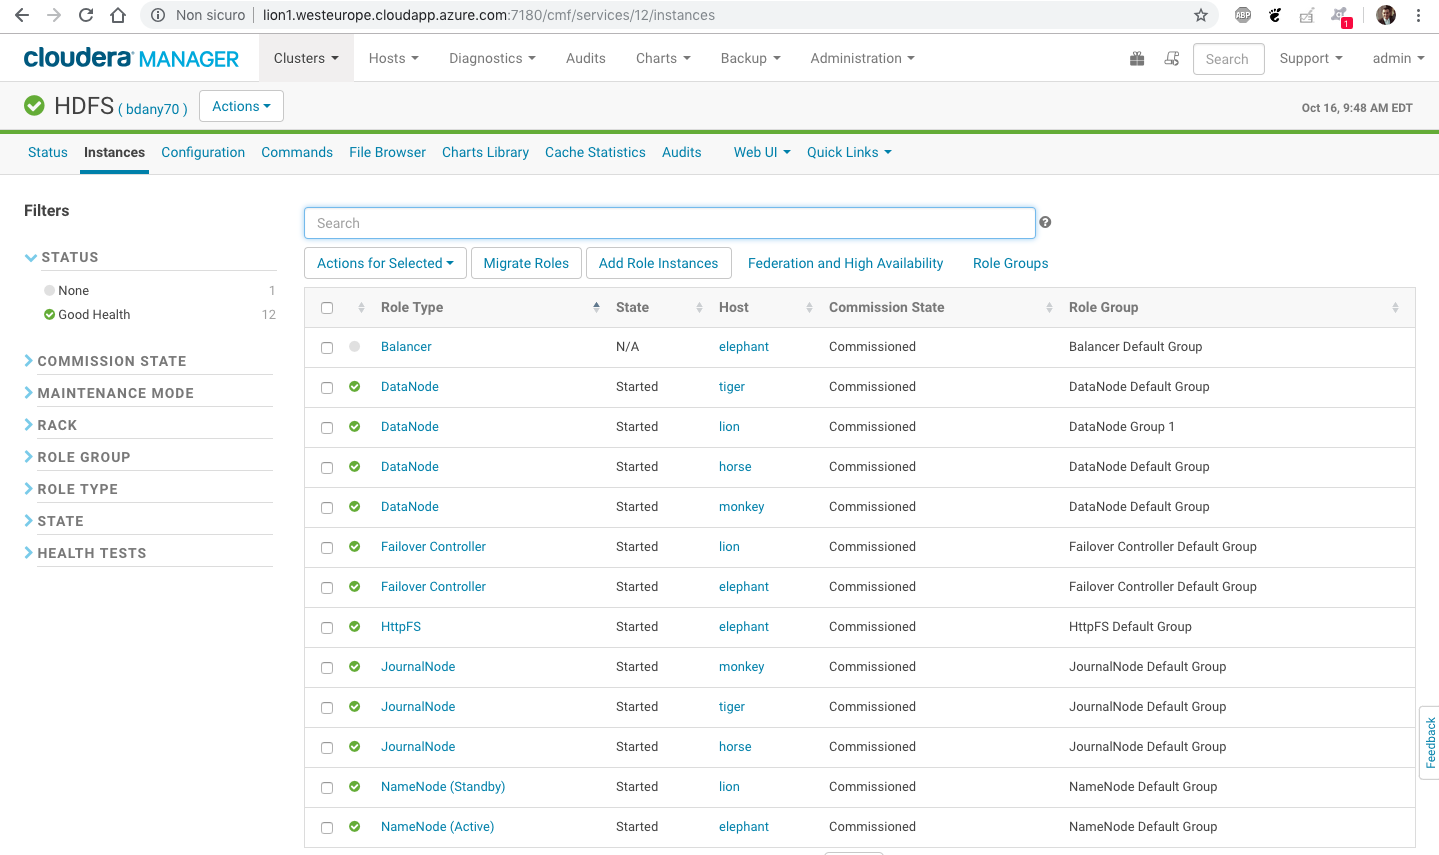 Non sicuro lion1.westeurope.cloudapp.azure.com:7180/cmf/services/12/instances ABP 1
cloudera MANAGER Clusters Hosts Diagnostics Audits Charts Backup Administration Search Support admin
HDFS ( bdany70 ) Actions Oct 16, 9:48 AM EDT
Status Instances Configuration Commands File Browser Charts Library Cache Statistics Audits Web UI Quick Links
Filters
STATUS
None 1
Good Health 12
COMMISSION STATE
MAINTENANCE MODE
RACK
ROLE GROUP
ROLE TYPE
STATE
HEALTH TESTS
Search ?
Actions for Selected Migrate Roles Add Role Instances Federation and High Availability Role Groups
Role Type State Host Commission State Role Group
Balancer N/A elephant Commissioned Balancer Default Group
DataNode Started tiger Commissioned DataNode Default Group
DataNode Started lion Commissioned DataNode Group 1
DataNode Started horse Commissioned DataNode Default Group
DataNode Started monkey Commissioned DataNode Default Group
Failover Controller Started lion Commissioned Failover Controller Default Group
Failover Controller Started elephant Commissioned Failover Controller Default Group
HttpFS Started elephant Commissioned HttpFS Default Group
JournalNode Started monkey Commissioned JournalNode Default Group
JournalNode Started tiger Commissioned JournalNode Default Group
JournalNode Started horse Commissioned JournalNode Default Group
NameNode (Standby) Started lion Commissioned NameNode Default Group
NameNode (Active) Started elephant Commissioned NameNode Default Group
Feedback